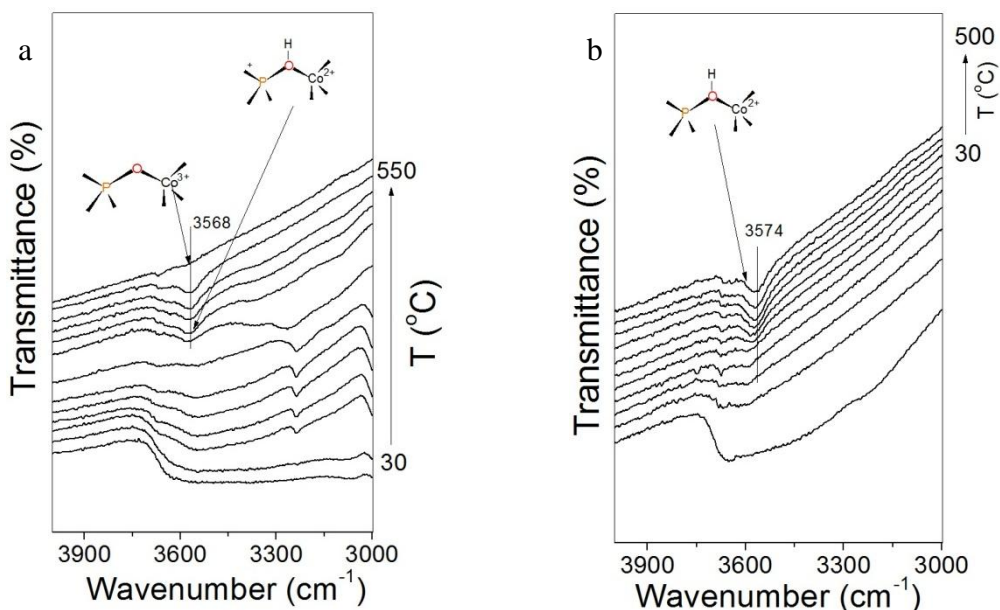 a
Transmittance (%)
H
+
P
O
Co2+
P
O
Co3+
3568
550
T (°C)
30
3900
3600
3300
3000
Wavenumber (cm-1)
b
Transmittance (%)
H
P
O
Co2+
3574
500
T (°C)
30
3900
3600
3300
3000
Wavenumber (cm-1)